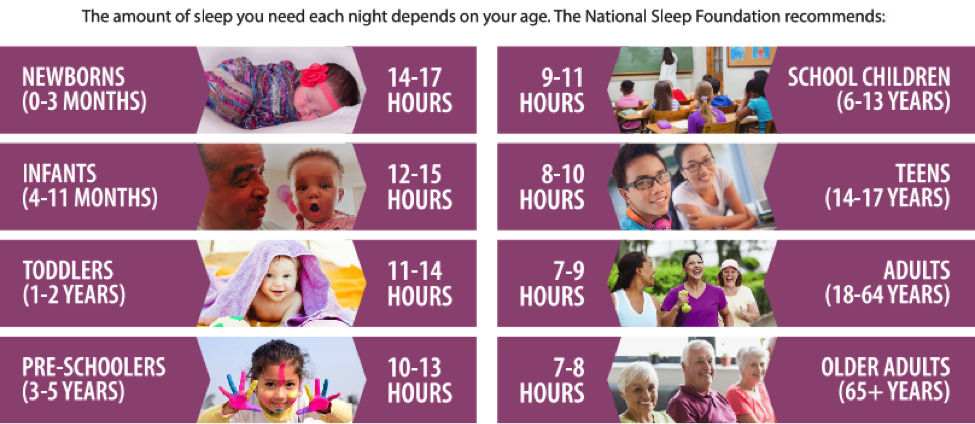 The amount of sleep you need each night depends on your age. The National Sleep Foundation recommends:
NEWBORNS
(0-3 MONTHS)
14-17
HOURS
INFANTS
(4-11 MONTHS)
12-15
HOURS
TODDLERS
(1-2 YEARS)
11-14
HOURS
PRE-SCHOOLERS
(3-5 YEARS)
10-13
HOURS
9-11
HOURS
SCHOOL CHILDREN
(6-13 YEARS)
8-10
HOURS
TEENS
(14-17 YEARS)
7-9
HOURS
ADULTS
(18-64 YEARS)
7-8
HOURS
OLDER ADULTS
(65+ YEARS)